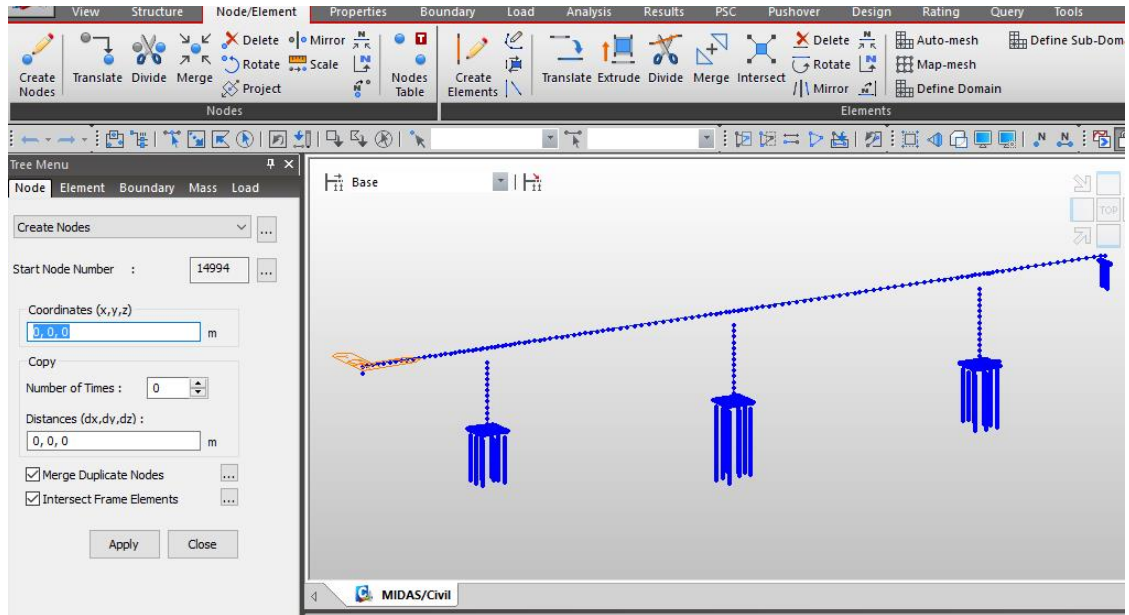 View Structure Node/Element Properties Boundary Load Analysis Results PSC Pushover Design Rating Query Tools
Create Nodes
Translate Divide Merge
Delete Mirror
Rotate Scale
Project
Nodes Table
Create Elements
Translate Extrude Divide Merge Intersect
Delete
Rotate
Mirror
Auto-mesh
Map-mesh
Define Domain
Define Sub-Dom
Nodes
Elements
Tree Menu
Node Element Boundary Mass Load
Base
TOP
Create Nodes
Start Node Number : 14994
Coordinates (x,y,z)
0, 0, 0 m
Copy
Number of Times : 0
Distances (dx,dy,dz) :
0, 0, 0 m
Merge Duplicate Nodes
Intersect Frame Elements
Apply Close
MIDAS/Civil